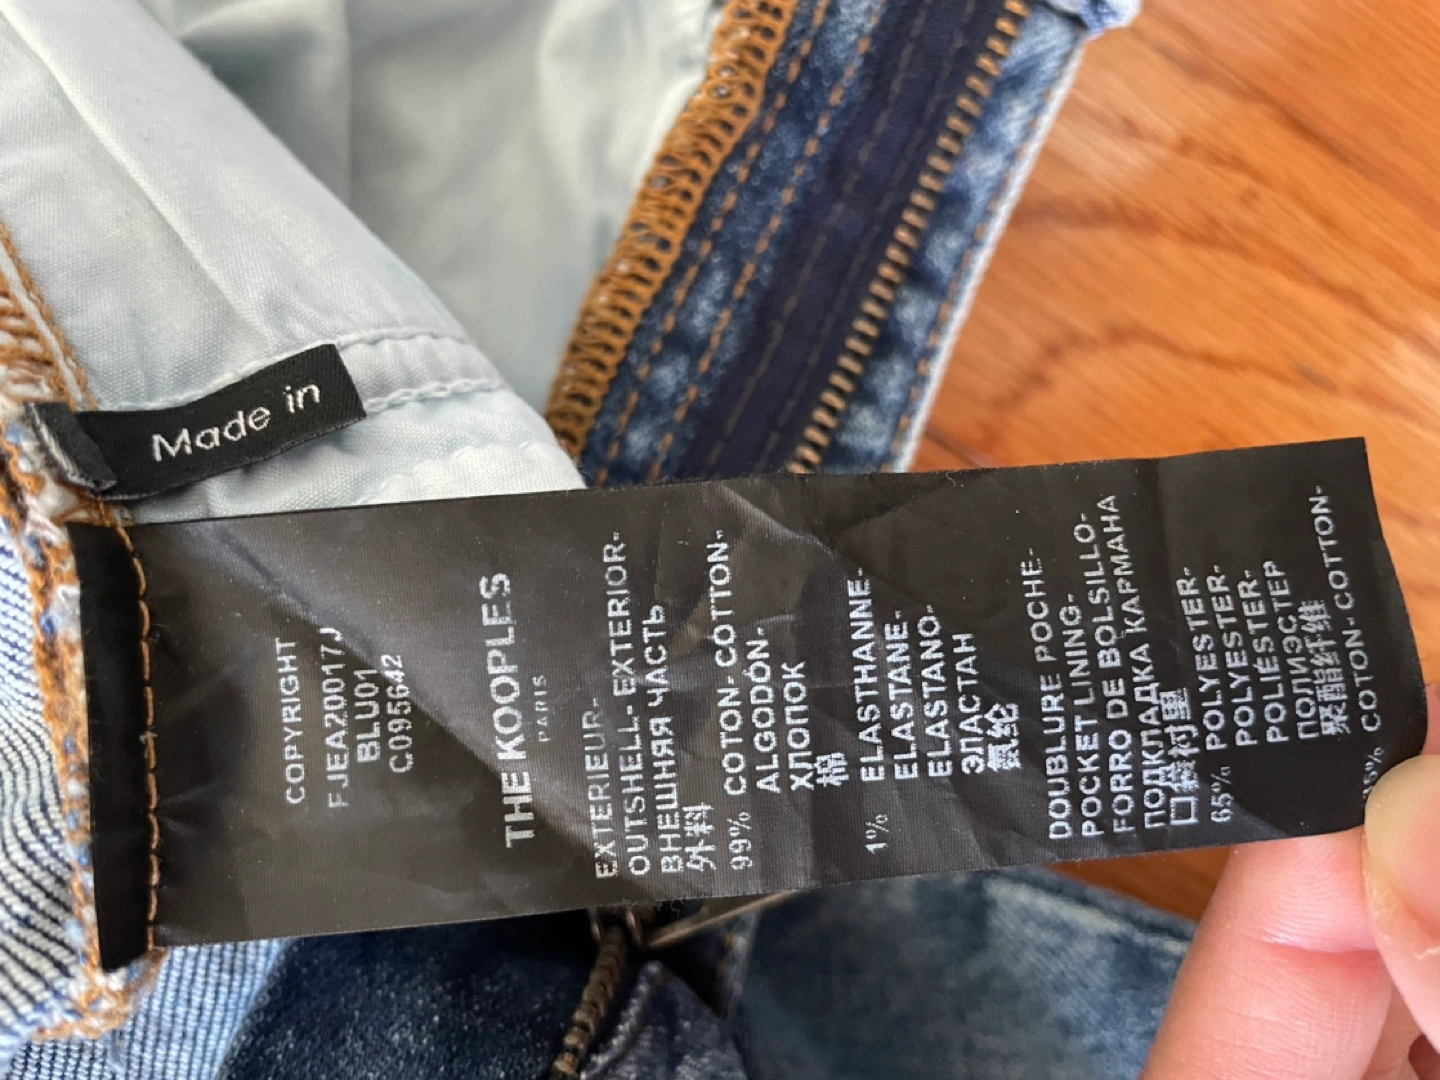 Made in
COPYRIGHT
FJEA20017J
BLU01
C095642
THE KOOPLES
PARIS
EXTERIEUR-
OUTSHELL- EXTERIOR-
ВНЕШНЯЯ ЧАСТЬ
外料
99% COTON- COTTON-
ALGODÓN-
ХЛОПОК
棉
1% ELASTHANNE-
ELASTANE-
ELASTANO-
ЭЛАСТАН
氨纶
DOUBLURE POCHE-
POCKET LINING-
FORRO DE BOLSILLO-
ПОДКЛАДКА КАРМАНА
口袋衬里
65% POLYESTER-
POLYESTER-
POLIÉSTER-
ПОЛИЭСТЕР
聚酯纤维
COTON- COTTON-